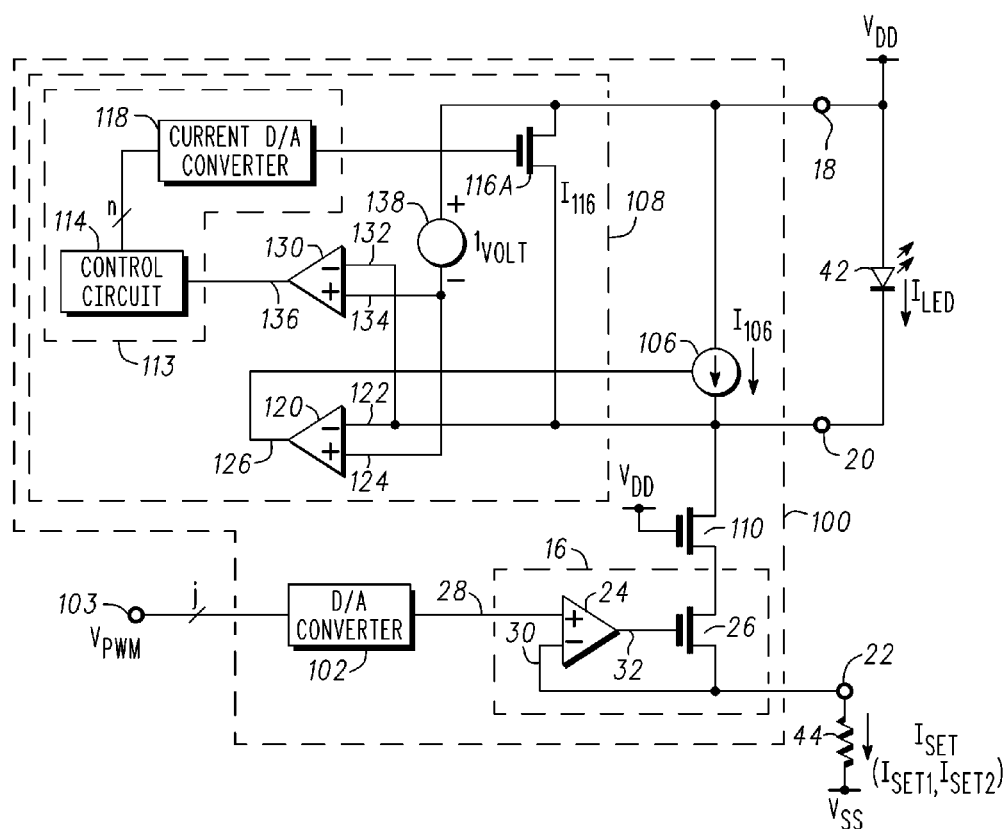 V_DD
118
CURRENT D/A
CONVERTER
116A
I_116
108
18
n
114
CONTROL
CIRCUIT
138
+
1_VOLT
−
130
132
−
+
134
136
42
I_LED
113
106
I_106
120
122
−
+
124
126
20
V_DD
110
100
16
103
V_PWM
j
D/A
CONVERTER
102
28
24
+
−
30
32
26
22
44
I_SET
(I_SET1, I_SET2)
V_SS